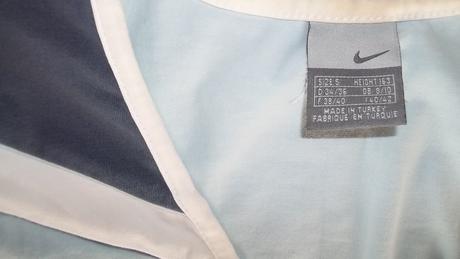 SIZE S HEIGHT 163
D 34/36 GB 8/10
F 38/40 I 40/42
MADE IN TURKEY
FABRIQUE EN TURQUIE